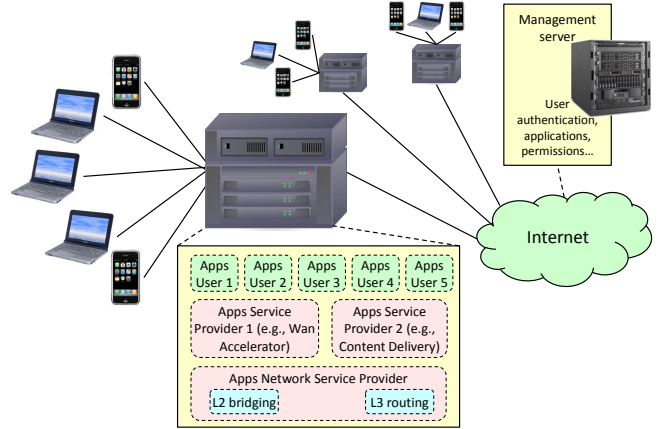 Management
server
User
authentication,
applications,
permissions…
Internet
Apps User 1
Apps User 2
Apps User 3
Apps User 4
Apps User 5
Apps Service
Provider 1 (e.g., Wan
Accelerator)
Apps Service
Provider 2 (e.g.,
Content Delivery)
Apps Network Service Provider
L2 bridging
L3 routing